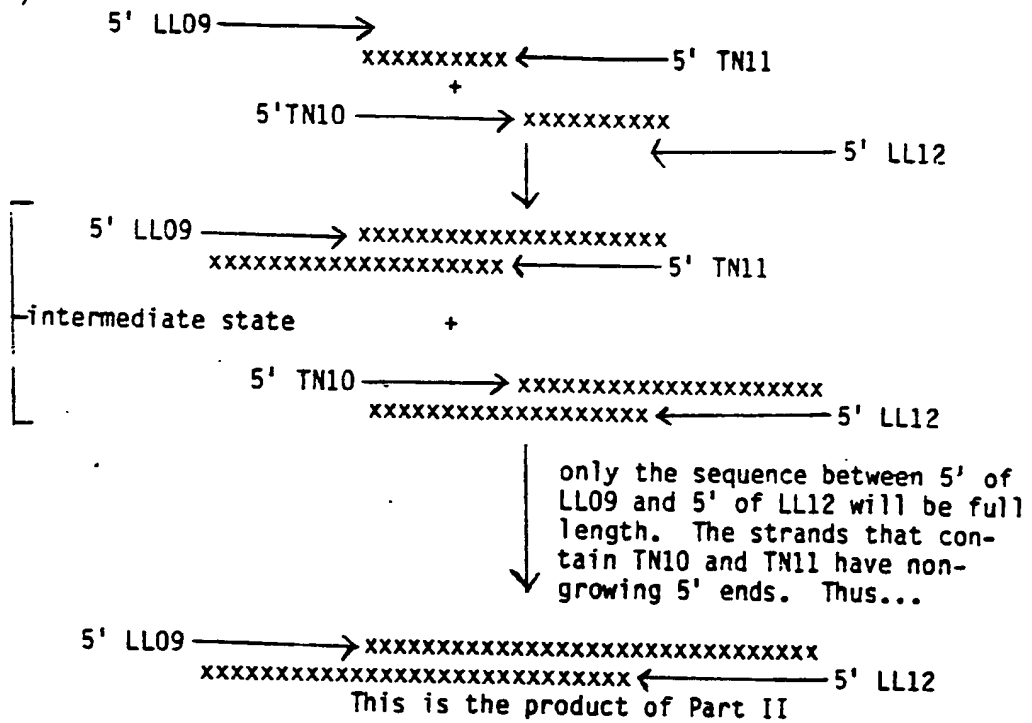 5' LL09
xxxxxxxxxx 5' TN11
+
5'TN10 xxxxxxxxxx
5' LL12
5' LL09 xxxxxxxxxxxxxxxxxxxxx
xxxxxxxxxxxxxxxxxxxx 5' TN11
intermediate state +
5' TN10 xxxxxxxxxxxxxxxxxxxxx
xxxxxxxxxxxxxxxxxxx 5' LL12
only the sequence between 5' of
LL09 and 5' of LL12 will be full
length. The strands that con-
tain TN10 and TN11 have non-
growing 5' ends. Thus...
5' LL09 xxxxxxxxxxxxxxxxxxxxxxxxxxxxxxx
xxxxxxxxxxxxxxxxxxxxxxxxxxxxx 5' LL12
This is the product of Part II